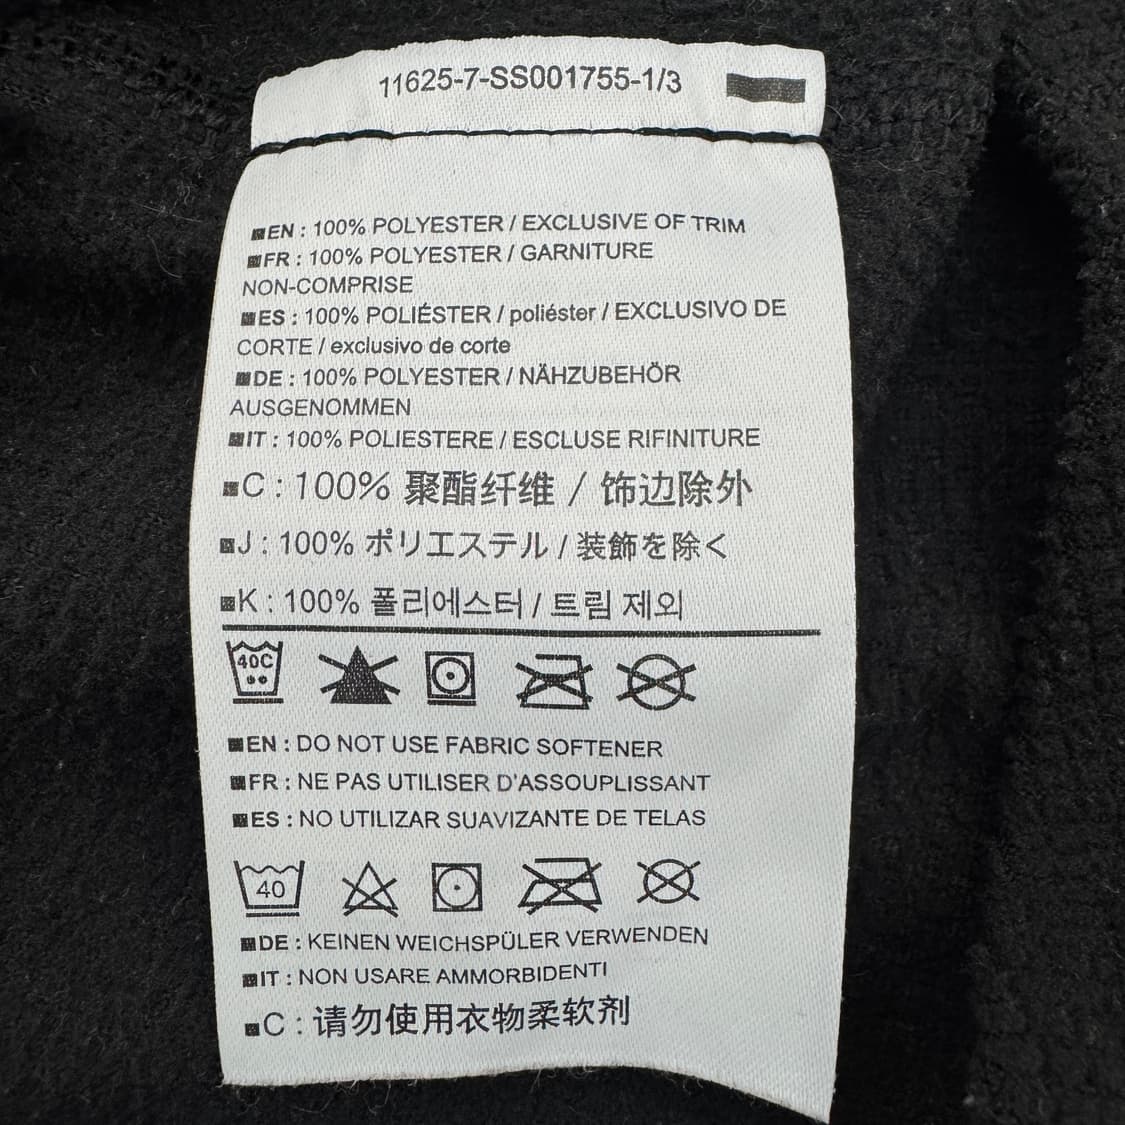 11625-7-SS001755-1/3
EN : 100% POLYESTER / EXCLUSIVE OF TRIM
FR : 100% POLYESTER / GARNITURE
NON-COMPRISE
ES : 100% POLIÉSTER / poliéster / EXCLUSIVO DE
CORTE / exclusivo de corte
DE : 100% POLYESTER / NÄHZUBEHÖR
AUSGENOMMEN
IT : 100% POLIESTERE / ESCLUSE RIFINITURE
C : 100% 聚酯纤维 / 饰边除外
J : 100% ポリエステル / 装飾を除く
K : 100% 폴리에스터 / 트림 제외
40C
EN : DO NOT USE FABRIC SOFTENER
FR : NE PAS UTILISER D'ASSOUPLISSANT
ES : NO UTILIZAR SUAVIZANTE DE TELAS
40
DE : KEINEN WEICHSPÜLER VERWENDEN
IT : NON USARE AMMORBIDENTI
C : 请勿使用衣物柔软剂